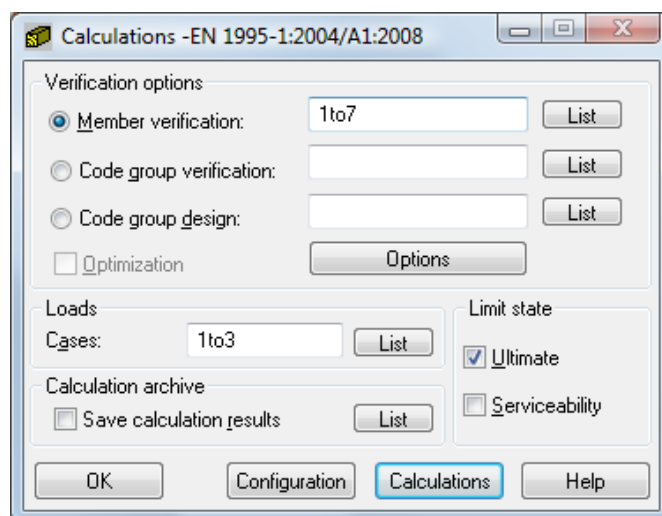 Calculations -EN 1995-1:2004/A1:2008
Verification options
Member verification: 1to7 List
Code group verification: List
Code group design: List
Optimization Options
Loads
Cases: 1to3 List
Limit state
Ultimate
Serviceability
Calculation archive
Save calculation results List
OK Configuration Calculations Help